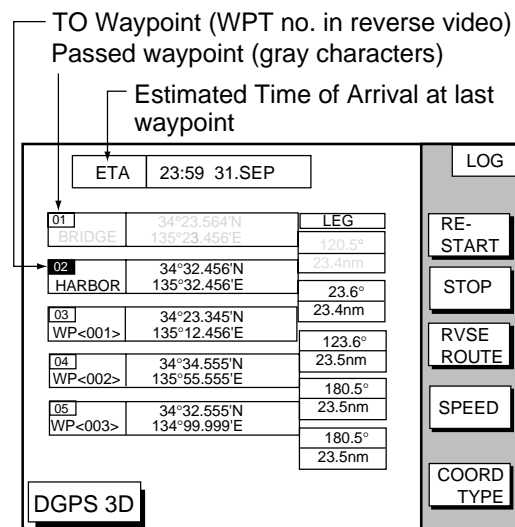 TO Waypoint (WPT no. in reverse video)
Passed waypoint (gray characters)
Estimated Time of Arrival at last
waypoint
LOG
ETA 23:59 31.SEP
01
BRIDGE
34°23.564'N
135°23.456'E
LEG
120.5°
23.4nm
02
HARBOR
34°32.456'N
135°32.456'E
23.6°
23.4nm
03
WP<001>
34°23.345'N
135°12.456'E
123.6°
23.5nm
04
WP<002>
34°34.555'N
135°55.555'E
180.5°
23.5nm
05
WP<003>
34°32.555'N
134°99.999'E
180.5°
23.5nm
RE-
START
STOP
RVSE
ROUTE
SPEED
COORD
TYPE
DGPS 3D